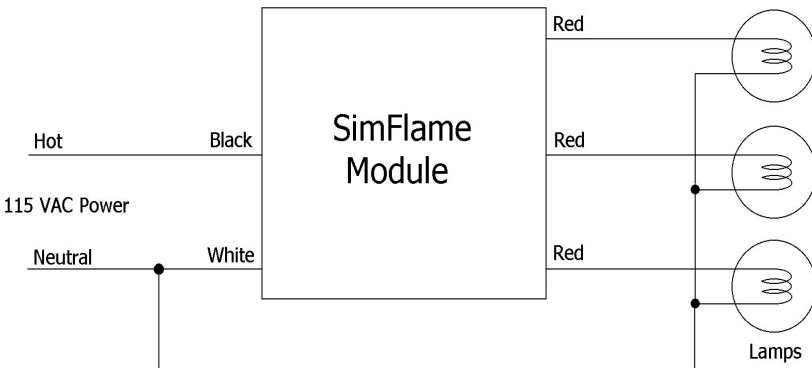 Red
SimFlame
Module
Hot
Black
Red
115 VAC Power
Neutral
White
Red
Lamps